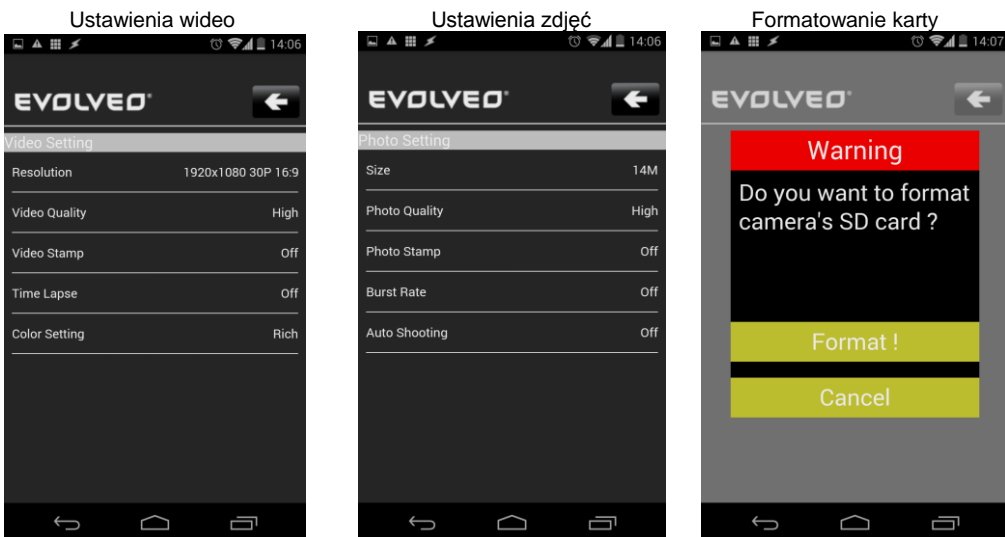 Ustawienia wideo
14:06
EVOLVEO®
Video Setting
Resolution 1920x1080 30P 16:9
Video Quality High
Video Stamp Off
Time Lapse Off
Color Setting Rich
Ustawienia zdjęć
14:06
EVOLVEO®
Photo Setting
Size 14M
Photo Quality High
Photo Stamp Off
Burst Rate Off
Auto Shooting Off
Formatowanie karty
14:07
EVOLVEO®
Warning
Do you want to format
camera's SD card ?
Format !
Cancel